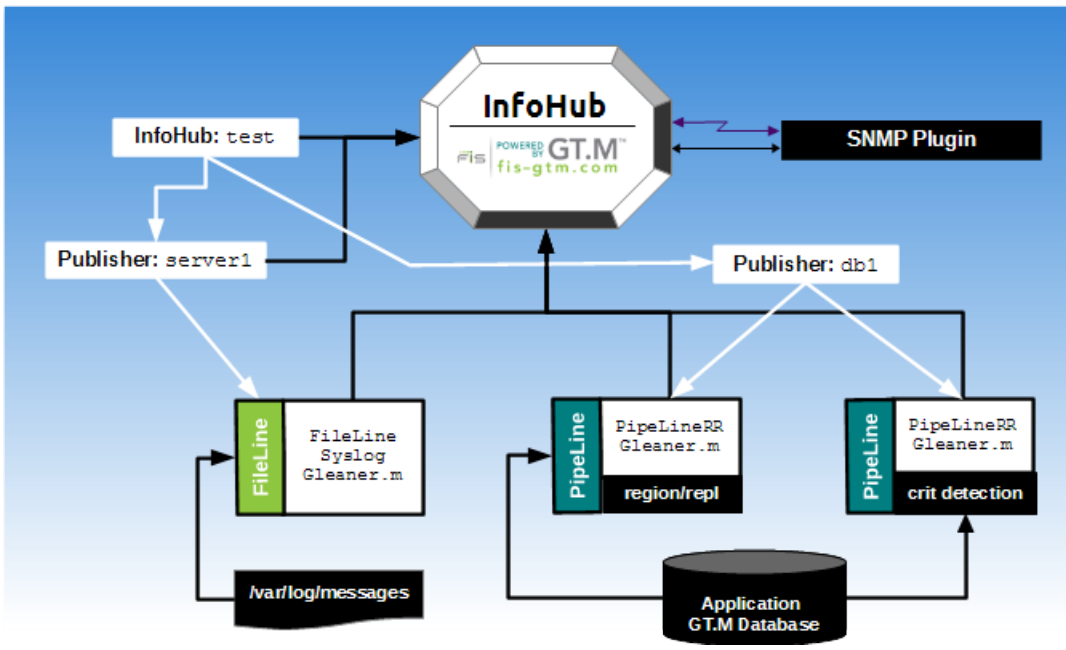 InfoHub
FIS
POWERED
BY
GT.M™
fis-gtm.com
InfoHub: test
SNMP Plugin
Publisher: server1
Publisher: db1
FileLine
FileLine
Syslog
Gleaner.m
PipeLine
PipeLineRR
Gleaner.m
region/repl
PipeLine
PipeLineRR
Gleaner.m
crit detection
/var/log/messages
Application
GT.M Database